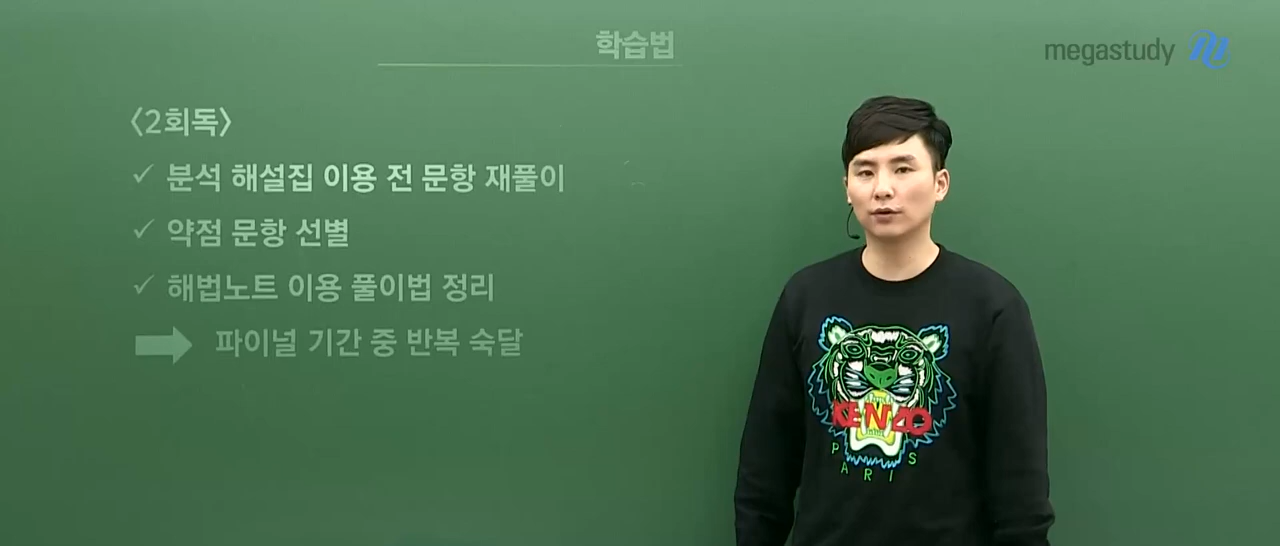 학습법
megastudy
〈2회독〉
✓ 분석 해설집 이용 전 문항 재풀이
✓ 약점 문항 선별
✓ 해법노트 이용 풀이법 정리
➡ 파이널 기간 중 반복 숙달
KENZO
PARIS